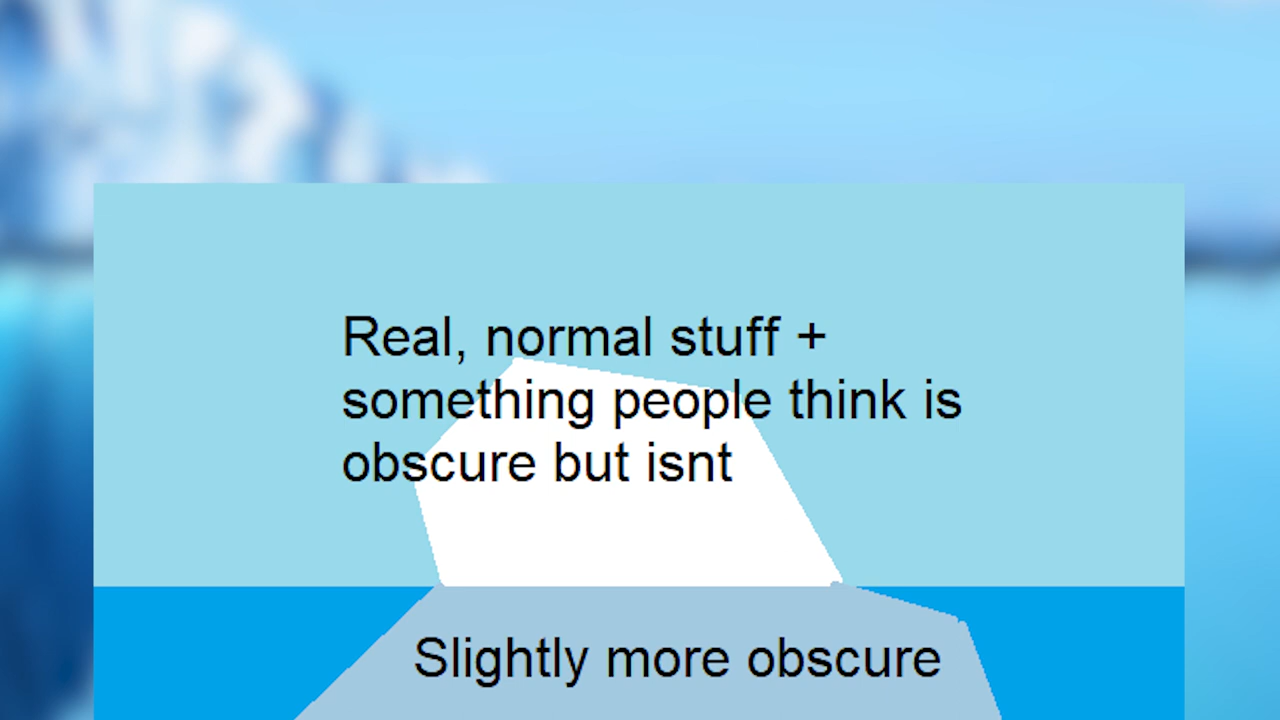 Real, normal stuff +
something people think is
obscure but isnt
Slightly more obscure